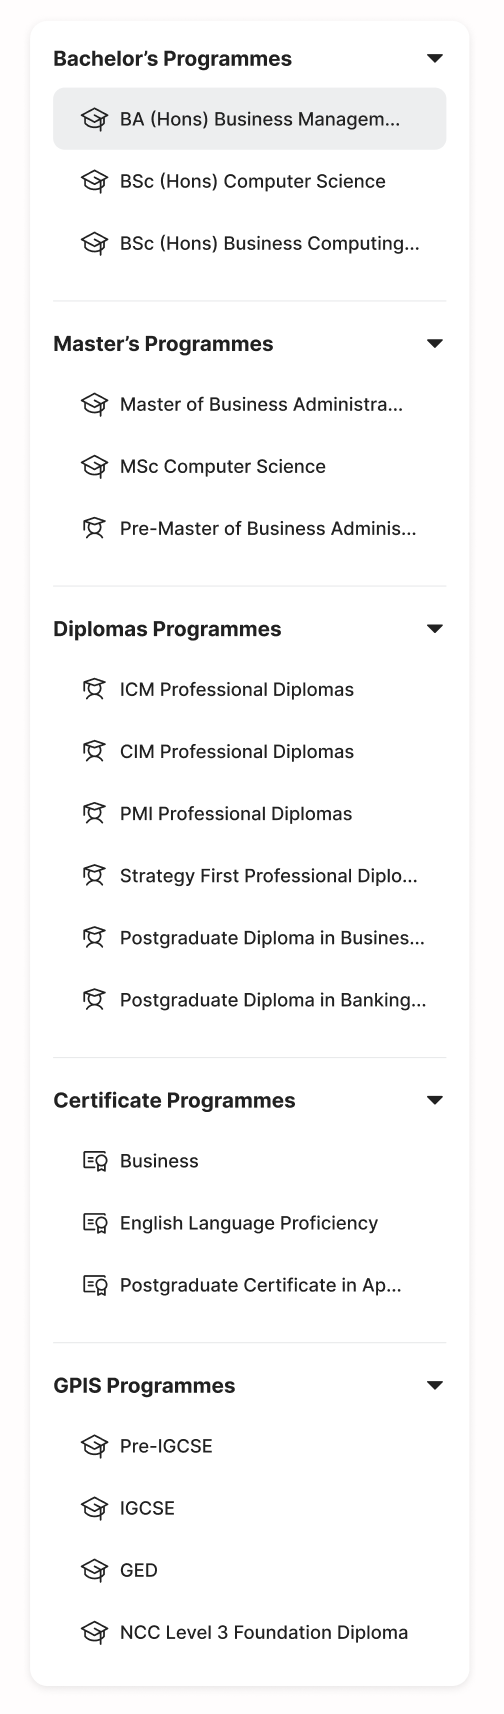 Bachelor’s Programmes
BA (Hons) Business Managem...
BSc (Hons) Computer Science
BSc (Hons) Business Computing...
Master’s Programmes
Master of Business Administra...
MSc Computer Science
Pre-Master of Business Adminis...
Diplomas Programmes
ICM Professional Diplomas
CIM Professional Diplomas
PMI Professional Diplomas
Strategy First Professional Diplo...
Postgraduate Diploma in Busines...
Postgraduate Diploma in Banking...
Certificate Programmes
Business
English Language Proficiency
Postgraduate Certificate in Ap...
GPIS Programmes
Pre-IGCSE
IGCSE
GED
NCC Level 3 Foundation Diploma